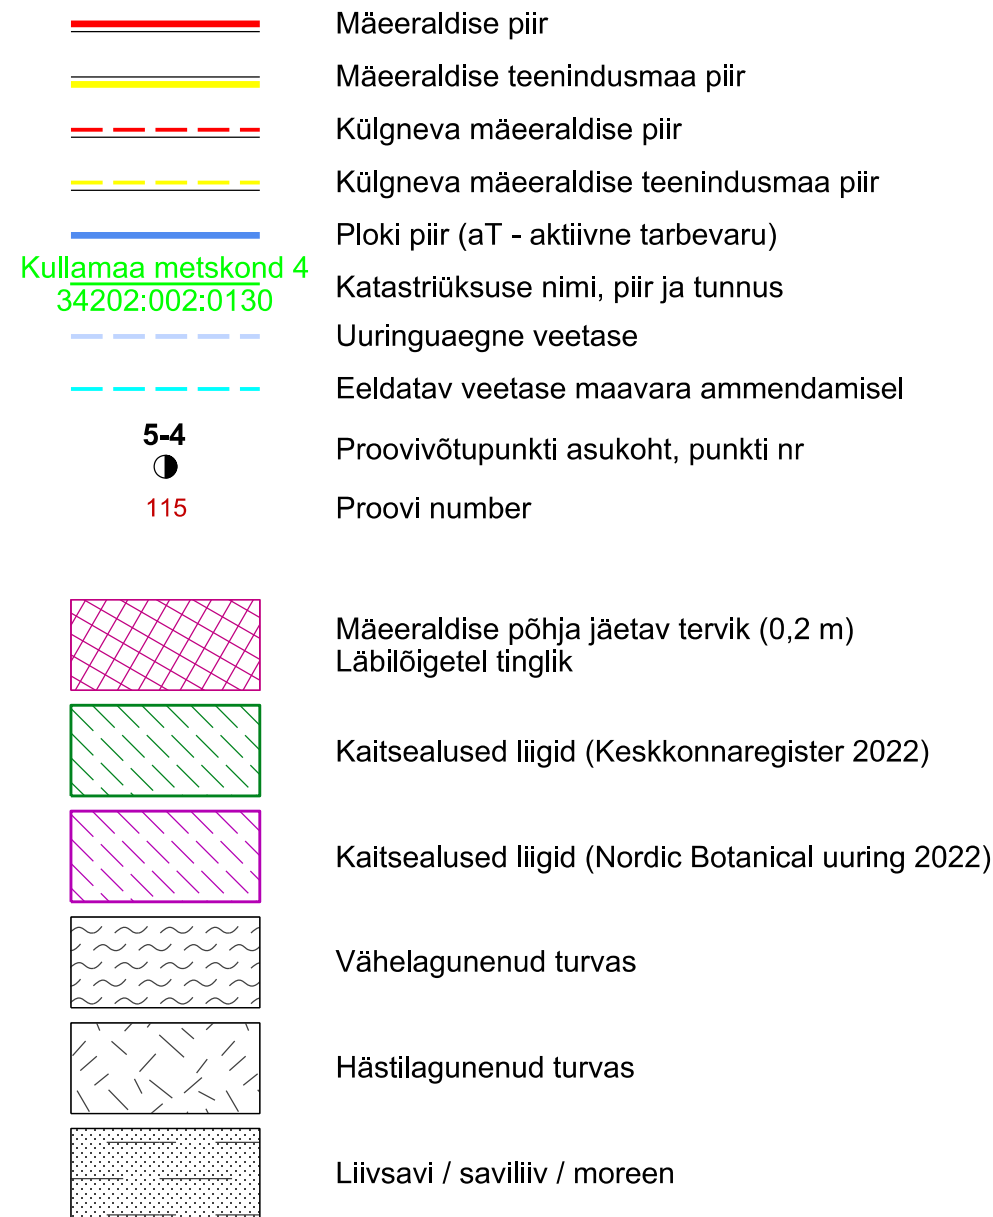 Mäeeraldise piir
Mäeeraldise teenindusmaa piir
Külgneva mäeeraldise piir
Külgneva mäeeraldise teenindusmaa piir
Ploki piir (aT - aktiivne tarbevaru)
Kullamaa metskond 4
34202:002:0130
Katastriüksuse nimi, piir ja tunnus
Uuringuaegne veetase
Eeldatav veetase maavara ammendamisel
5-4
Proovivõtupunkti asukoht, punkti nr
115 Proovi number
Mäeeraldise põhja jäetav tervik (0,2 m)
Läbilõigetel tinglik
Kaitsealused liigid (Keskkonnaregister 2022)
Kaitsealused liigid (Nordic Botanical uuring 2022)
Vähelagunenud turvas
Hästilagunenud turvas
Liivsavi / saviliiv / moreen